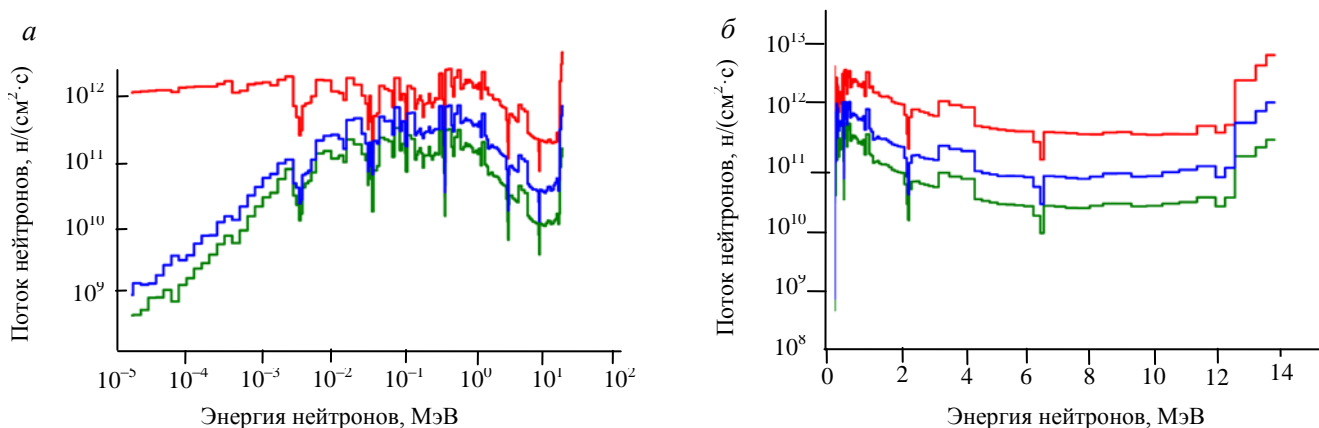 а
Поток нейтронов, н/(см²·с)
10¹²
10¹¹
10¹⁰
10⁹
10⁻⁵ 10⁻⁴ 10⁻³ 10⁻² 10⁻¹ 10⁰ 10¹ 10²
Энергия нейтронов, МэВ
б
Поток нейтронов, н/(см²·с)
10¹³
10¹²
10¹¹
10¹⁰
10⁹
10⁸
0 2 4 6 8 10 12 14
Энергия нейтронов, МэВ